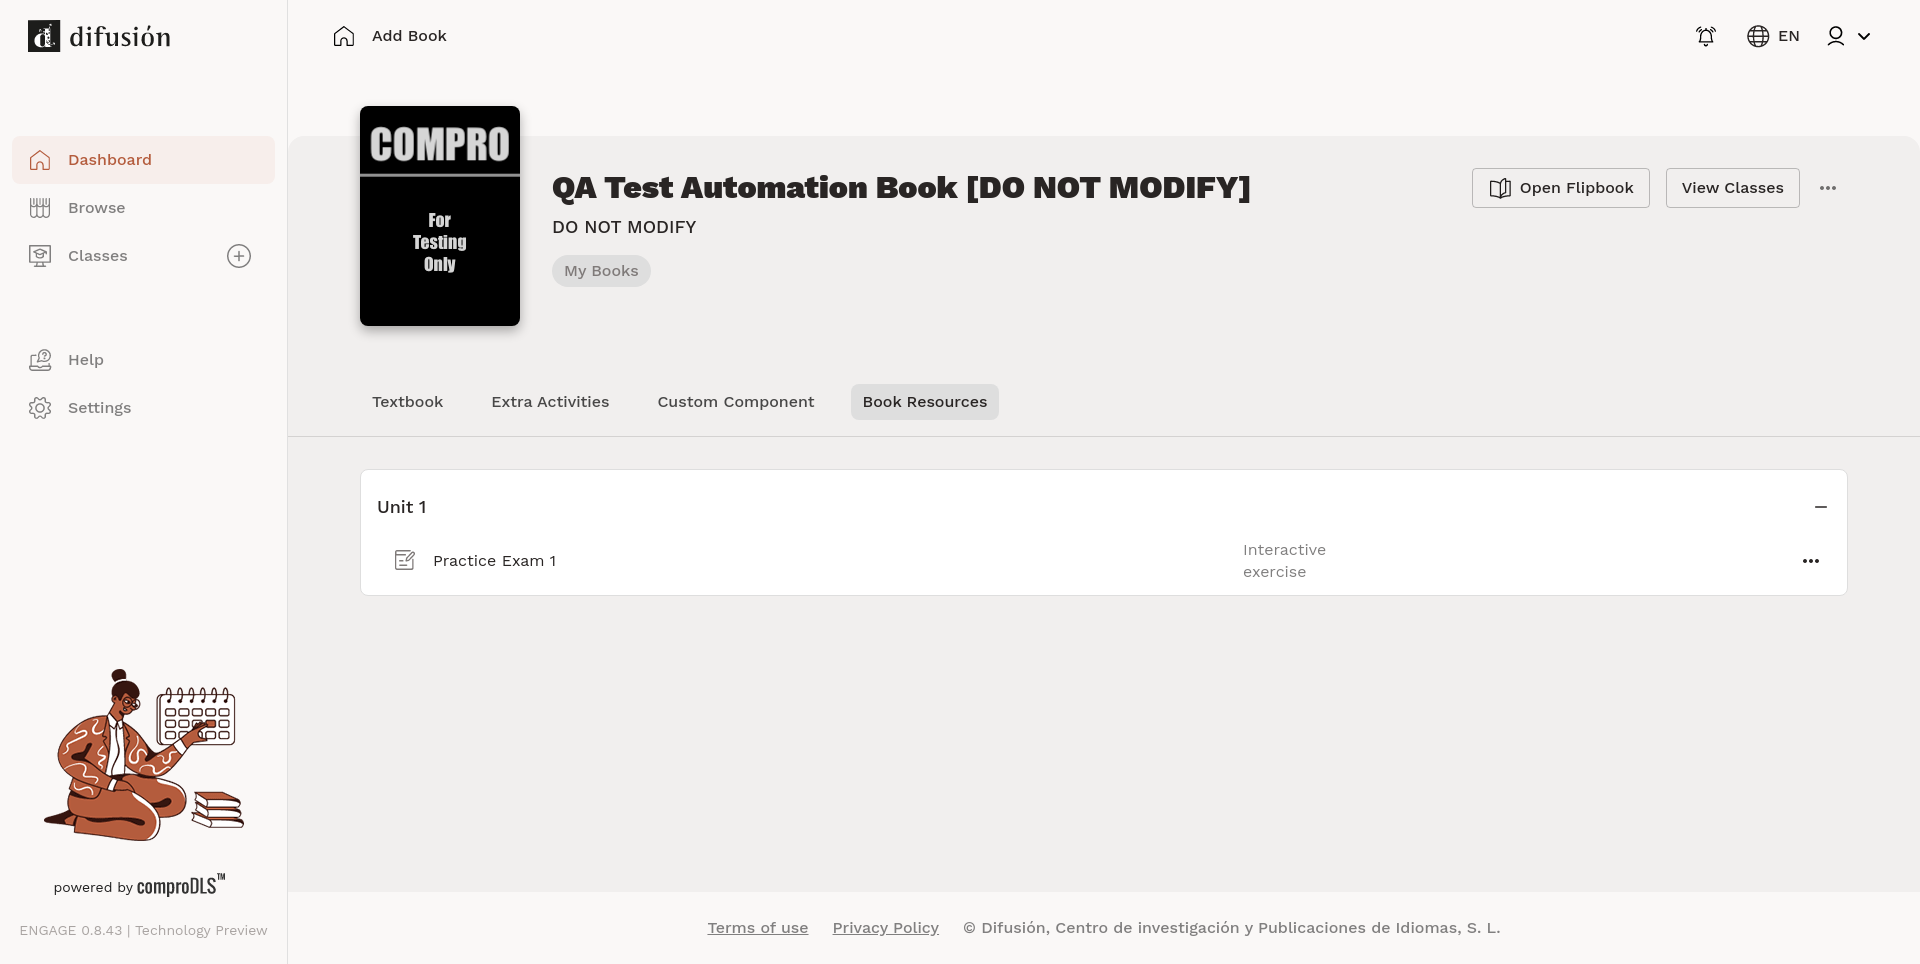 difusión
Add Book
EN
Dashboard
Browse
Classes
Help
Settings
COMPRO
For
Testing
Only
QA Test Automation Book [DO NOT MODIFY]
DO NOT MODIFY
My Books
Open Flipbook
View Classes
Textbook
Extra Activities
Custom Component
Book Resources
Unit 1
Practice Exam 1
Interactive
exercise
powered by comproDLS™
ENGAGE 0.8.43 | Technology Preview
Terms of use
Privacy Policy
© Difusión, Centro de investigación y Publicaciones de Idiomas, S. L.